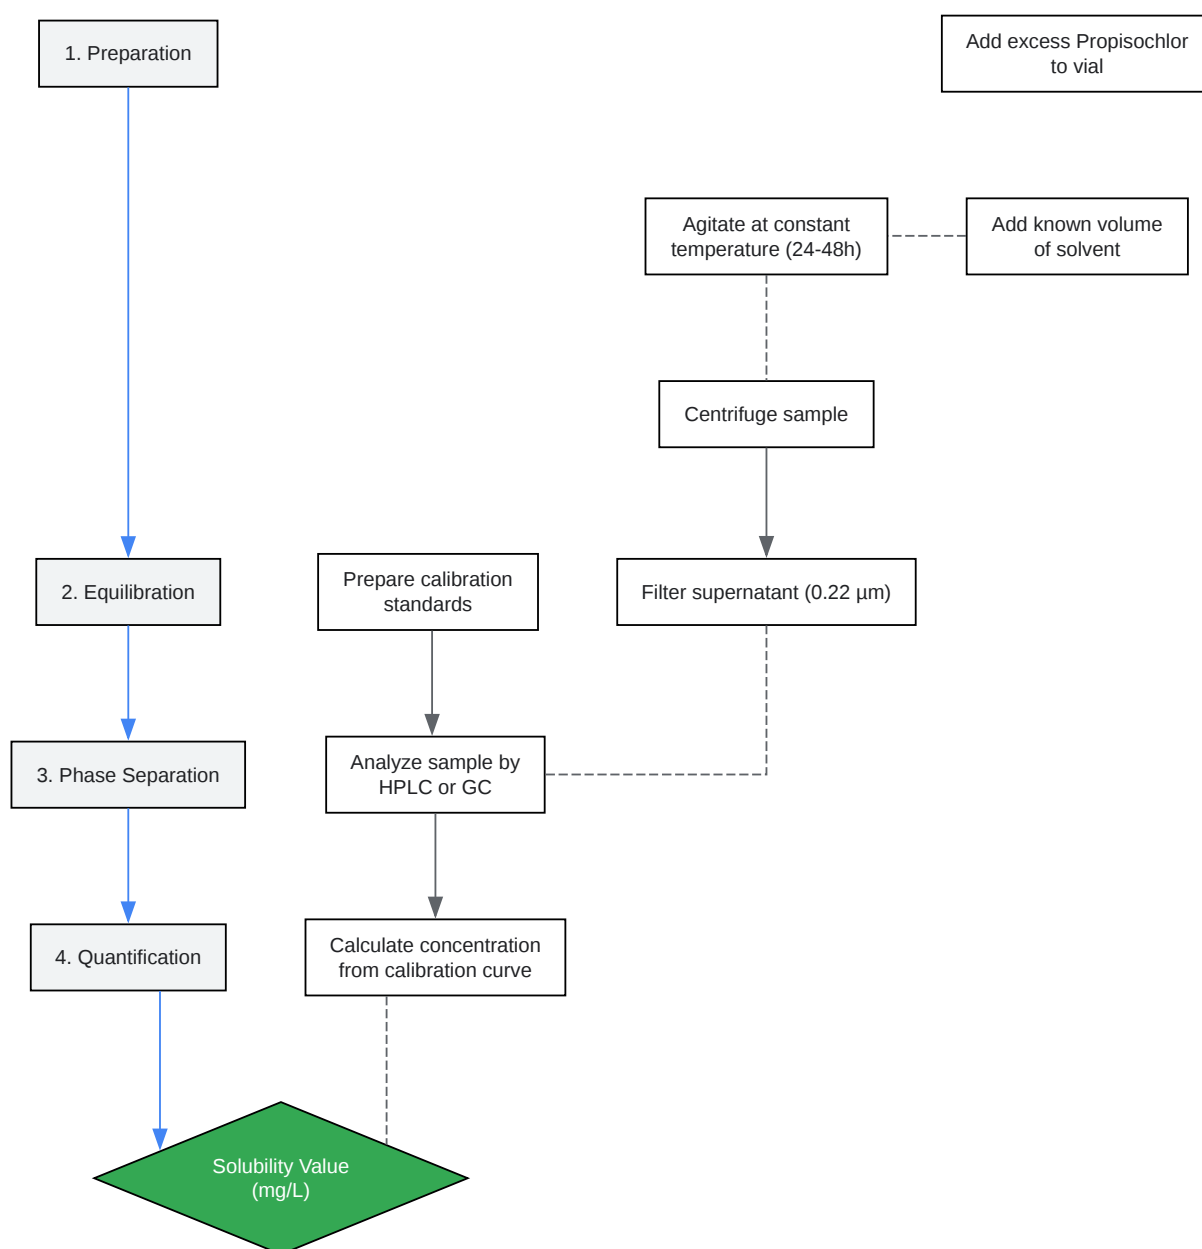 1. Preparation
Add excess Propisochlor
to vial
Agitate at constant
temperature (24-48h)
Add known volume
of solvent
Centrifuge sample
2. Equilibration
Prepare calibration
standards
Filter supernatant (0.22 µm)
3. Phase Separation
Analyze sample by
HPLC or GC
4. Quantification
Calculate concentration
from calibration curve
Solubility Value
(mg/L)